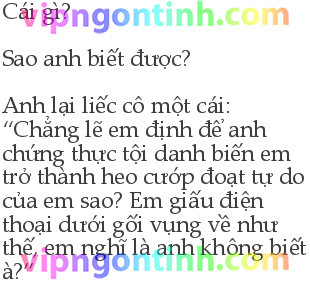 Cái gì?
vipngontinh.com
Sao anh biết được?
Anh lại liếc cô một cái:
“Chẳng lẽ em định để anh
chứng thực tội danh biến em
trở thành heo cướp đoạt tự do
của em sao? Em giấu điện
thoại dưới gối vụng về như
thế, em nghĩ là anh không biết
vipngontinh.com
à?”